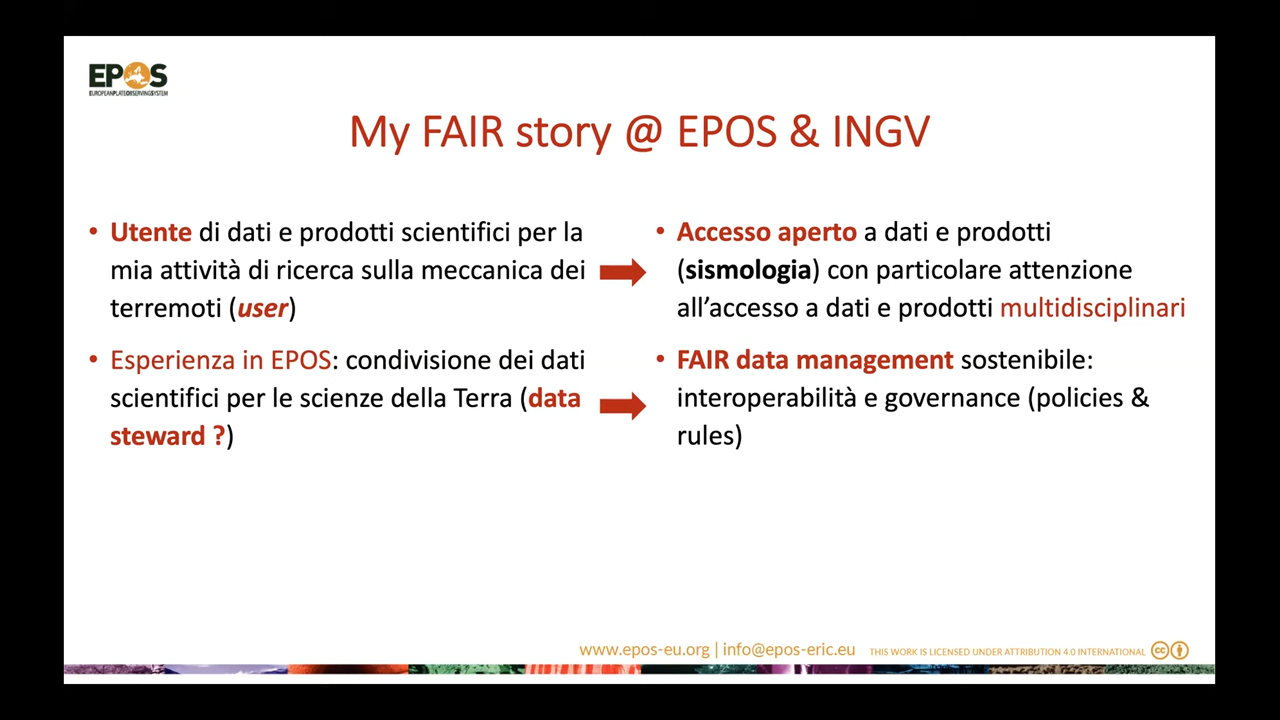 EPOS
EUROPEAN PLATE OBSERVING SYSTEM
My FAIR story @ EPOS & INGV
• Utente di dati e prodotti scientifici per la
mia attività di ricerca sulla meccanica dei
terremoti (user)
• Esperienza in EPOS: condivisione dei dati
scientifici per le scienze della Terra (data
steward ?)
• Accesso aperto a dati e prodotti
(sismologia) con particolare attenzione
all’accesso a dati e prodotti multidisciplinari
• FAIR data management sostenibile:
interoperabilità e governance (policies &
rules)
www.epos-eu.org | info@epos-eric.eu
THIS WORK IS LICENSED UNDER ATTRIBUTION 4.0 INTERNATIONAL
cc